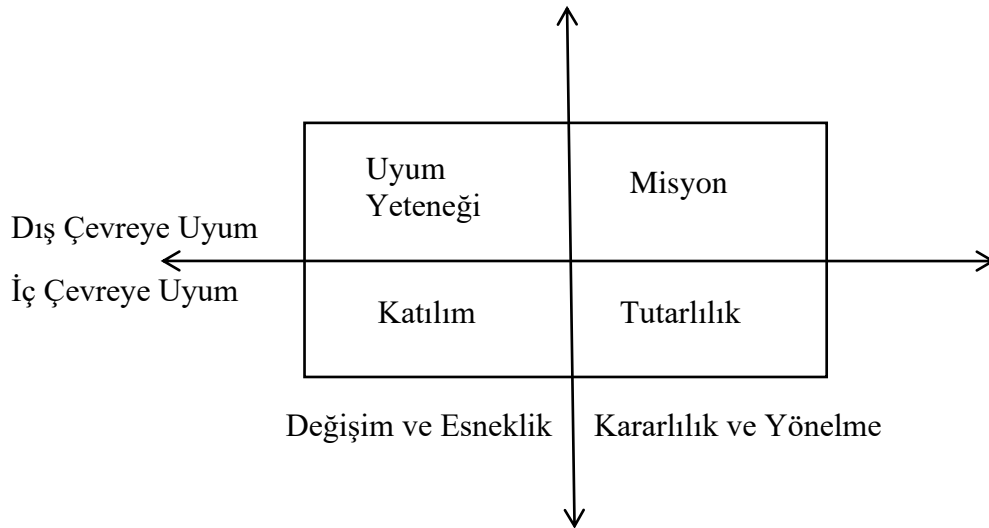 Uyum
Yeteneği
Misyon
Dış Çevreye Uyum
İç Çevreye Uyum
Katılım
Tutarlılık
Değişim ve Esneklik
Kararlılık ve Yönelme